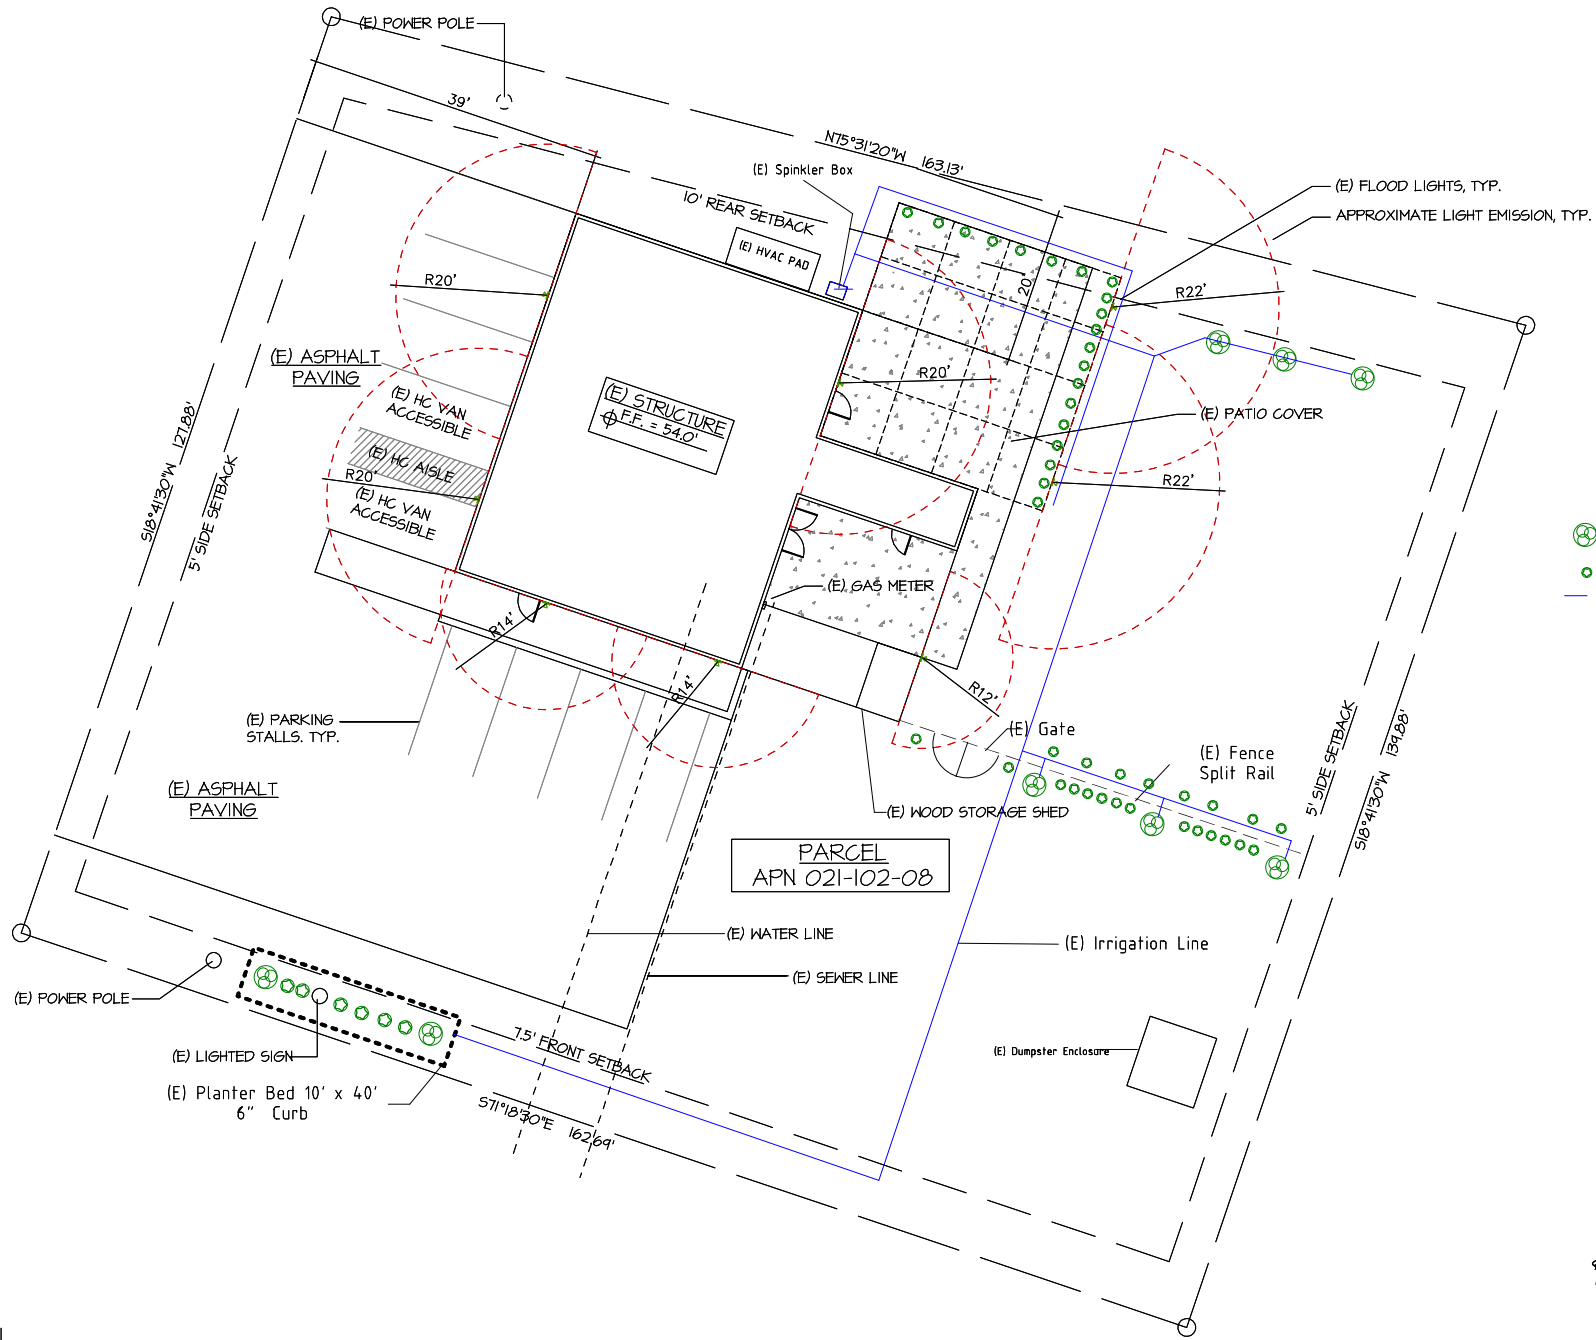 (E) POWER POLE
39'
N75°31'20"W 163.13'
(E) Spinkler Box
10' REAR SETBACK
(E) HVAC PAD
(E) FLOOD LIGHTS, TYP.
APPROXIMATE LIGHT EMISSION, TYP.
R20'
20'
R22'
(E) ASPHALT
PAVING
(E) HC VAN
ACCESSIBLE
(E) STRUCTURE
F.F. = 54.0'
R20'
(E) PATIO COVER
(E) HC AISLE
R20'
(E) HC VAN
ACCESSIBLE
R22'
S18°41'30"W 127.88'
5' SIDE SETBACK
(E) GAS METER
R14'
R14'
R12'
(E) PARKING
STALLS. TYP.
(E) Gate
(E) Fence
Split Rail
5' SIDE SETBACK
S18°41'30"W 139.88'
(E) ASPHALT
PAVING
(E) WOOD STORAGE SHED
PARCEL
APN 021-102-08
(E) WATER LINE
(E) Irrigation Line
(E) SEWER LINE
(E) POWER POLE
(E) LIGHTED SIGN
7.5' FRONT SETBACK
(E) Dumpster Enclosure
(E) Planter Bed 10' x 40'
6" Curb
S71°18'30"E 162.69'